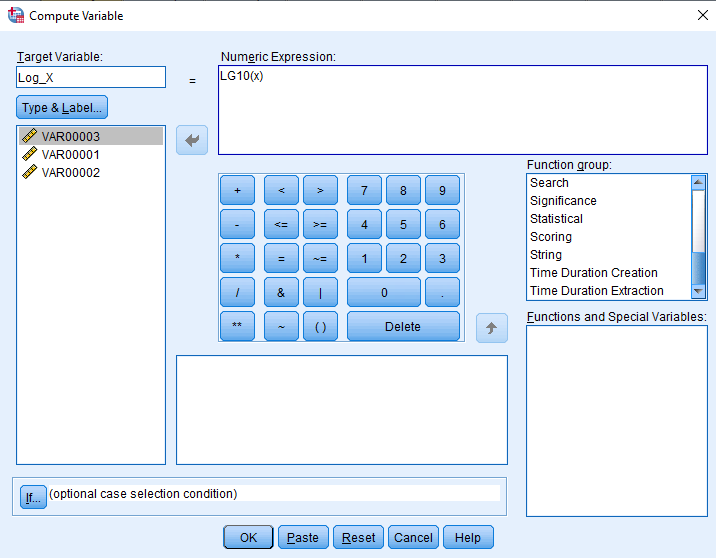 Compute Variable
Target Variable:
Numeric Expression:
Log_X
=
LG10(x)
Type & Label...
VAR00003
VAR00001
VAR00002
+ < > 7 8 9
- <= >= 4 5 6
* = ~= 1 2 3
/ & | 0 .
** ~ ( ) Delete
Function group:
Search
Significance
Statistical
Scoring
String
Time Duration Creation
Time Duration Extraction
Functions and Special Variables:
If... (optional case selection condition)
OK Paste Reset Cancel Help